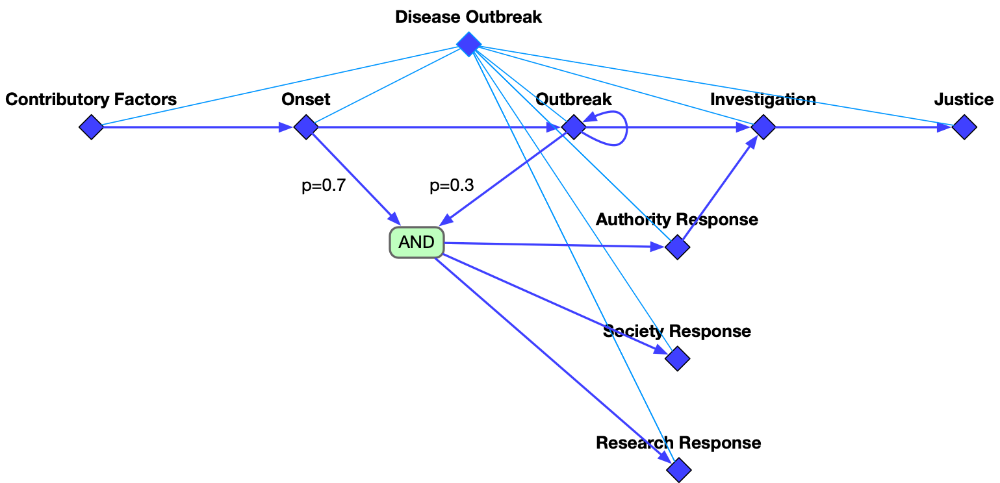 Disease Outbreak
Contributory Factors
Onset
Outbreak
Investigation
Justice
p=0.7
p=0.3
Authority Response
AND
Society Response
Research Response